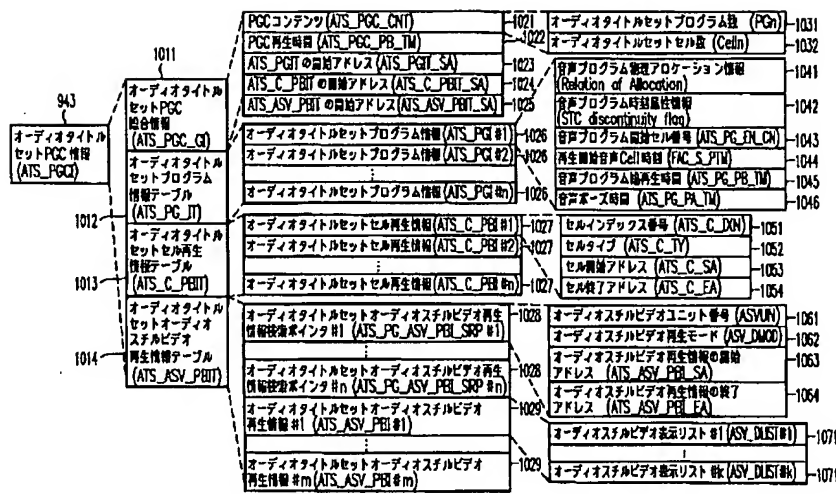 943
オーディオタイトル
セットPGC情報
(ATS_PGCI)
1011
オーディオタイトル
セットPGC
総合情報
(ATS_PGC_GI)
オーディオタイトル
セットプログラム
情報テーブル
(ATS_PG_IT)
1012
オーディオタイトル
セットセル再生
情報テーブル
(ATS_C_PBIT)
1013
オーディオタイトル
セットオーディオ
スチルビデオ
再生情報テーブル
(ATS_ASV_PBIT)
1014
PGCコンテンツ (ATS_PGC_CNT)
1021
PGC再生時間 (ATS_PGC_PB_TM)
1022
ATS_PGITの開始アドレス (ATS_PGIT_SA)
1023
ATS_C_PBITの開始アドレス (ATS_C_PBIT_SA)
1024
ATS_ASV_PBITの開始アドレス (ATS_ASV_PBIT_SA)
1025
オーディオタイトルセットプログラム情報 (ATS_PGI #1)
1026
オーディオタイトルセットプログラム情報 (ATS_PGI #2)
1026
オーディオタイトルセットプログラム情報 (ATS_PGI #n)
1026
オーディオタイトルセットセル再生情報 (ATS_C_PBI #1)
1027
オーディオタイトルセットセル再生情報 (ATS_C_PBI #2)
1027
オーディオタイトルセットセル再生情報 (ATS_C_PBI #n)
1027
オーディオタイトルセットオーディオスチルビデオ再生
情報検索ポインタ #1 (ATS_PG_ASV_PBI_SRP #1)
1028
オーディオタイトルセットオーディオスチルビデオ再生
情報検索ポインタ #n (ATS_PG_ASV_PBI_SRP #n)
1028
オーディオタイトルセットオーディオスチルビデオ
再生情報 #1 (ATS_ASV_PBI #1)
1029
オーディオタイトルセットオーディオスチルビデオ
再生情報 #m (ATS_ASV_PBI #m)
1029
オーディオタイトルセットプログラム数 (PGn)
1031
オーディオタイトルセットセル数 (Celln)
1032
音声プログラム物理アロケーション情報
(Relation of Allocation)
1041
音声プログラム時刻属性情報
(STC discontinuity flag)
1042
音声プログラム開始セル番号 (ATS_PG_EN_CN)
1043
再生開始音声Cell時刻 (FAC_S_PTM)
1044
音声プログラム総再生時間 (ATS_PG_PB_TM)
1045
音声ポーズ時間 (ATS_PG_PA_TM)
1046
セルインデックス番号 (ATS_C_IXN)
1051
セルタイプ (ATS_C_TY)
1052
セル開始アドレス (ATS_C_SA)
1053
セル終了アドレス (ATS_C_EA)
1054
オーディオスチルビデオユニット番号 (ASVUN)
1061
オーディオスチルビデオ再生モード (ASV_DMOD)
1062
オーディオスチルビデオ再生情報の開始
アドレス (ATS_ASV_PBI_SA)
1063
オーディオスチルビデオ再生情報の終了
アドレス (ATS_ASV_PBI_EA)
1064
オーディオスチルビデオ表示リスト #1 (ASV_DLIST#1)
1071
オーディオスチルビデオ表示リスト #k (ASV_DLIST#k)
1071